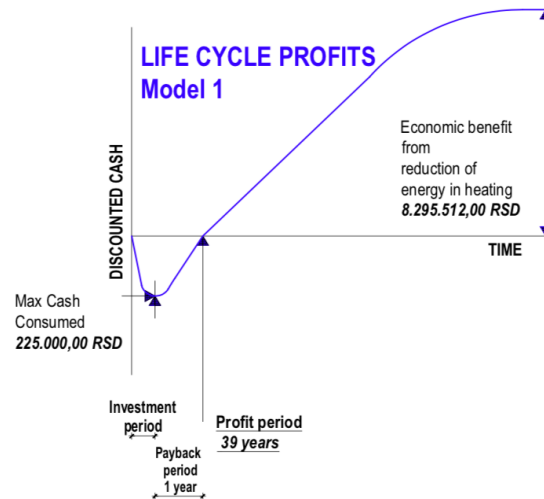 LIFE CYCLE PROFITS
Model 1
DISCOUNTED CASH
Economic benefit
from
reduction of
energy in heating
8.295.512,00 RSD
TIME
Max Cash
Consumed
225.000,00 RSD
Investment
period
Profit period
39 years
Payback
period
1 year